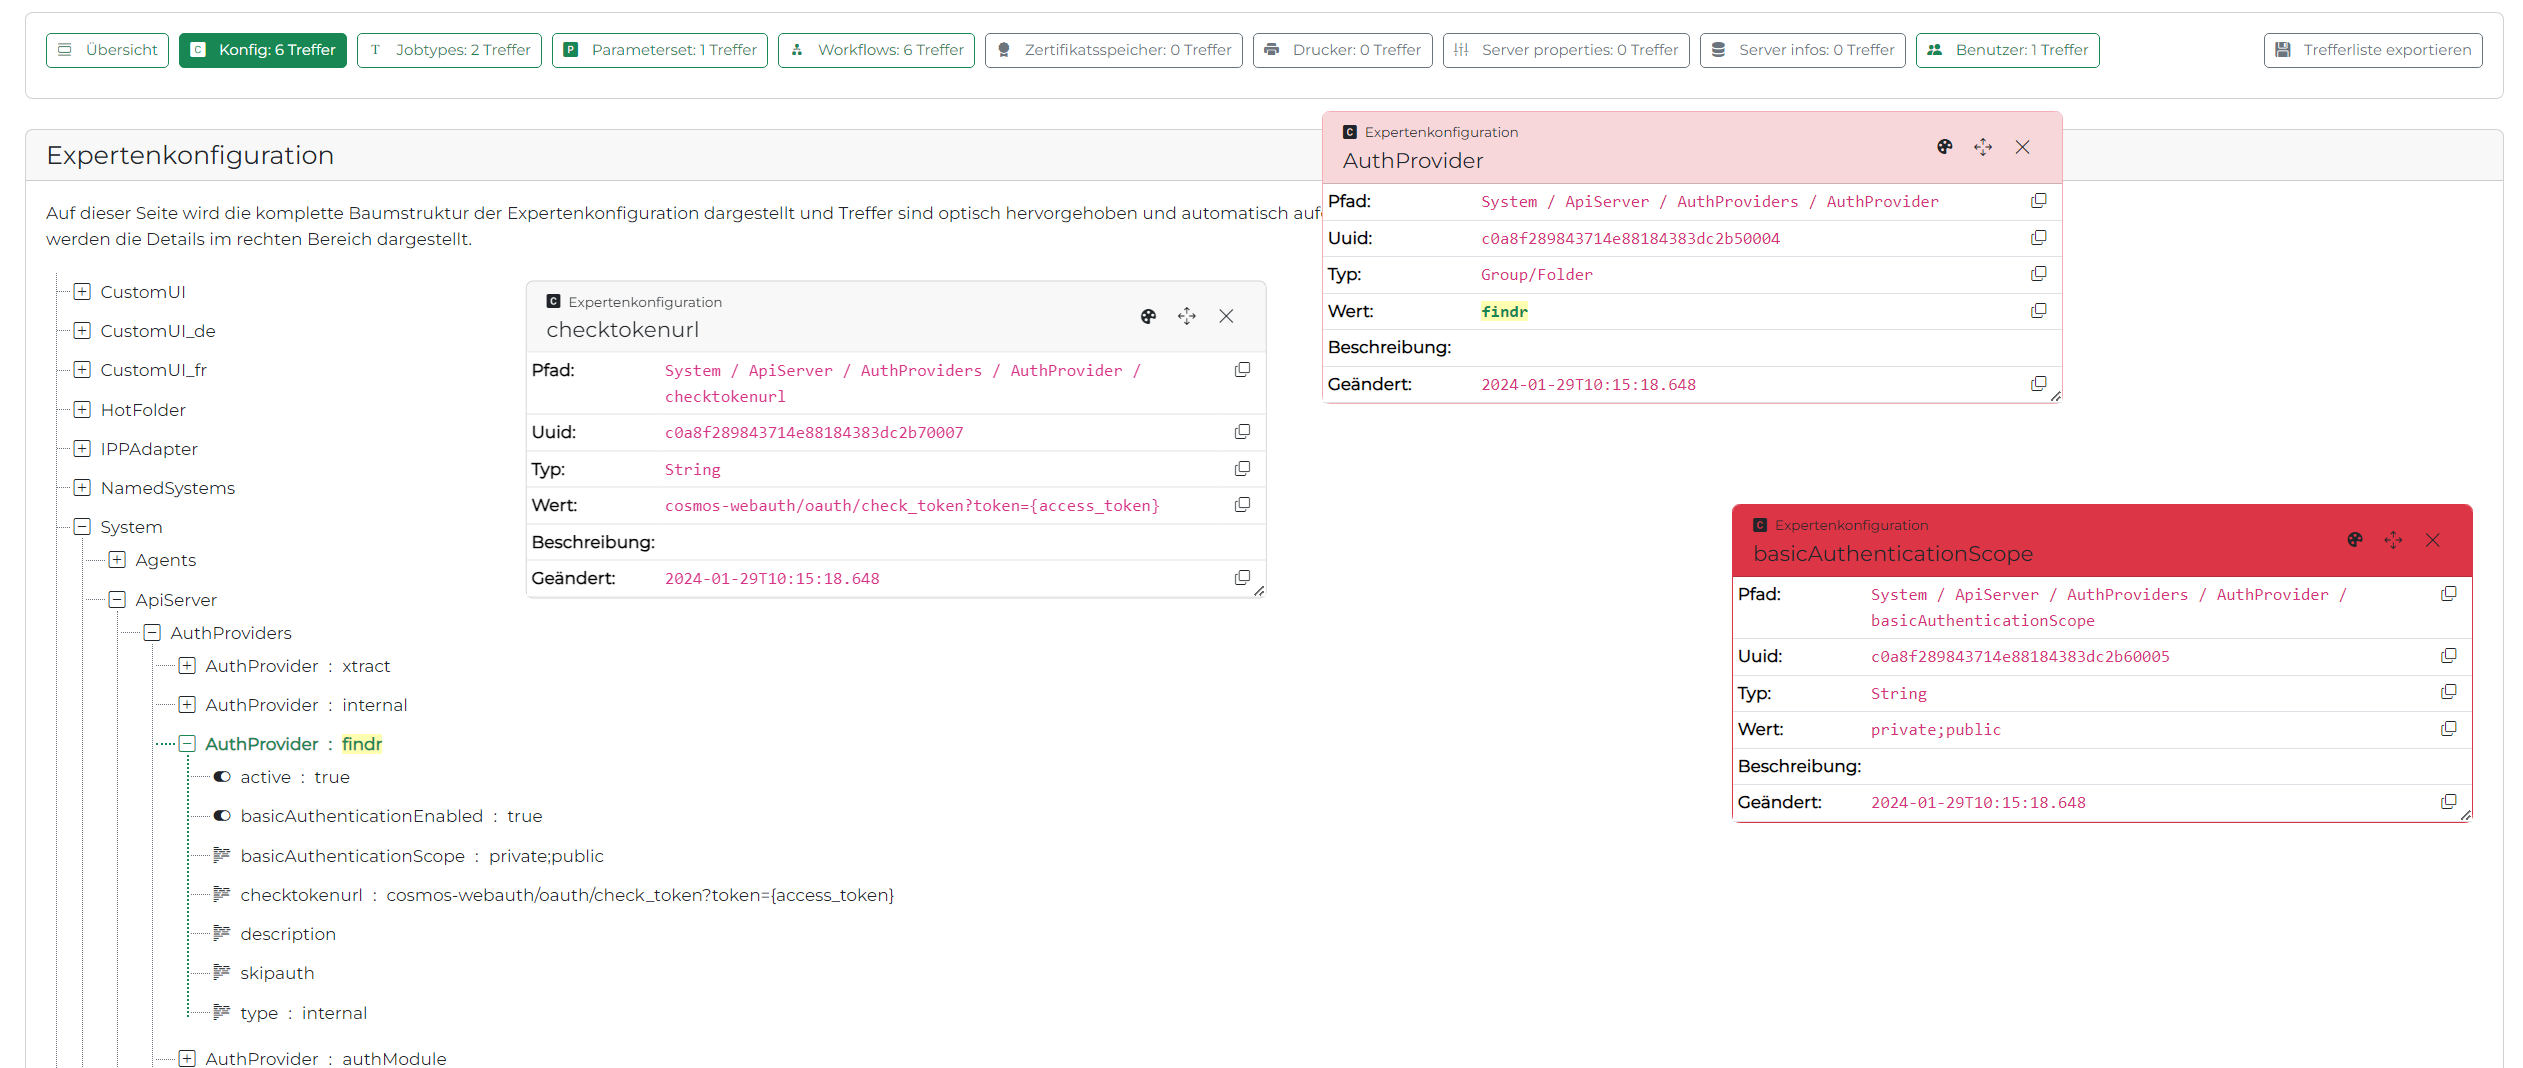 Übersicht
Konfig: 6 Treffer
Jobtypes: 2 Treffer
Parameterset: 1 Treffer
Workflows: 6 Treffer
Zertifikatsspeicher: 0 Treffer
Drucker: 0 Treffer
Server properties: 0 Treffer
Server infos: 0 Treffer
Benutzer: 1 Treffer
Trefferliste exportieren
Expertenkonfiguration
Auf dieser Seite wird die komplette Baumstruktur der Expertenkonfiguration dargestellt und Treffer sind optisch hervorgehoben und automatisch
werden die Details im rechten Bereich dargestellt.
CustomUI
CustomUI_de
CustomUI_fr
HotFolder
IPPAdapter
NamedSystems
System
Agents
ApiServer
AuthProviders
AuthProvider : xtract
AuthProvider : internal
AuthProvider : findr
active : true
basicAuthenticationEnabled : true
basicAuthenticationScope : private;public
checktokenurl : cosmos-webauth/oauth/check_token?token={access_token}
description
skipauth
type : internal
AuthProvider : authModule
Expertenkonfiguration
checktokenurl
Pfad: System / ApiServer / AuthProviders / AuthProvider /
checktokenurl
Uuid: c0a8f289843714e88184383dc2b70007
Typ: String
Wert: cosmos-webauth/oauth/check_token?token={access_token}
Beschreibung:
Geändert: 2024-01-29T10:15:18.648
Expertenkonfiguration
AuthProvider
Pfad: System / ApiServer / AuthProviders / AuthProvider
Uuid: c0a8f289843714e88184383dc2b50004
Typ: Group/Folder
Wert: findr
Beschreibung:
Geändert: 2024-01-29T10:15:18.648
Expertenkonfiguration
basicAuthenticationScope
Pfad: System / ApiServer / AuthProviders / AuthProvider /
basicAuthenticationScope
Uuid: c0a8f289843714e88184383dc2b60005
Typ: String
Wert: private;public
Beschreibung:
Geändert: 2024-01-29T10:15:18.648